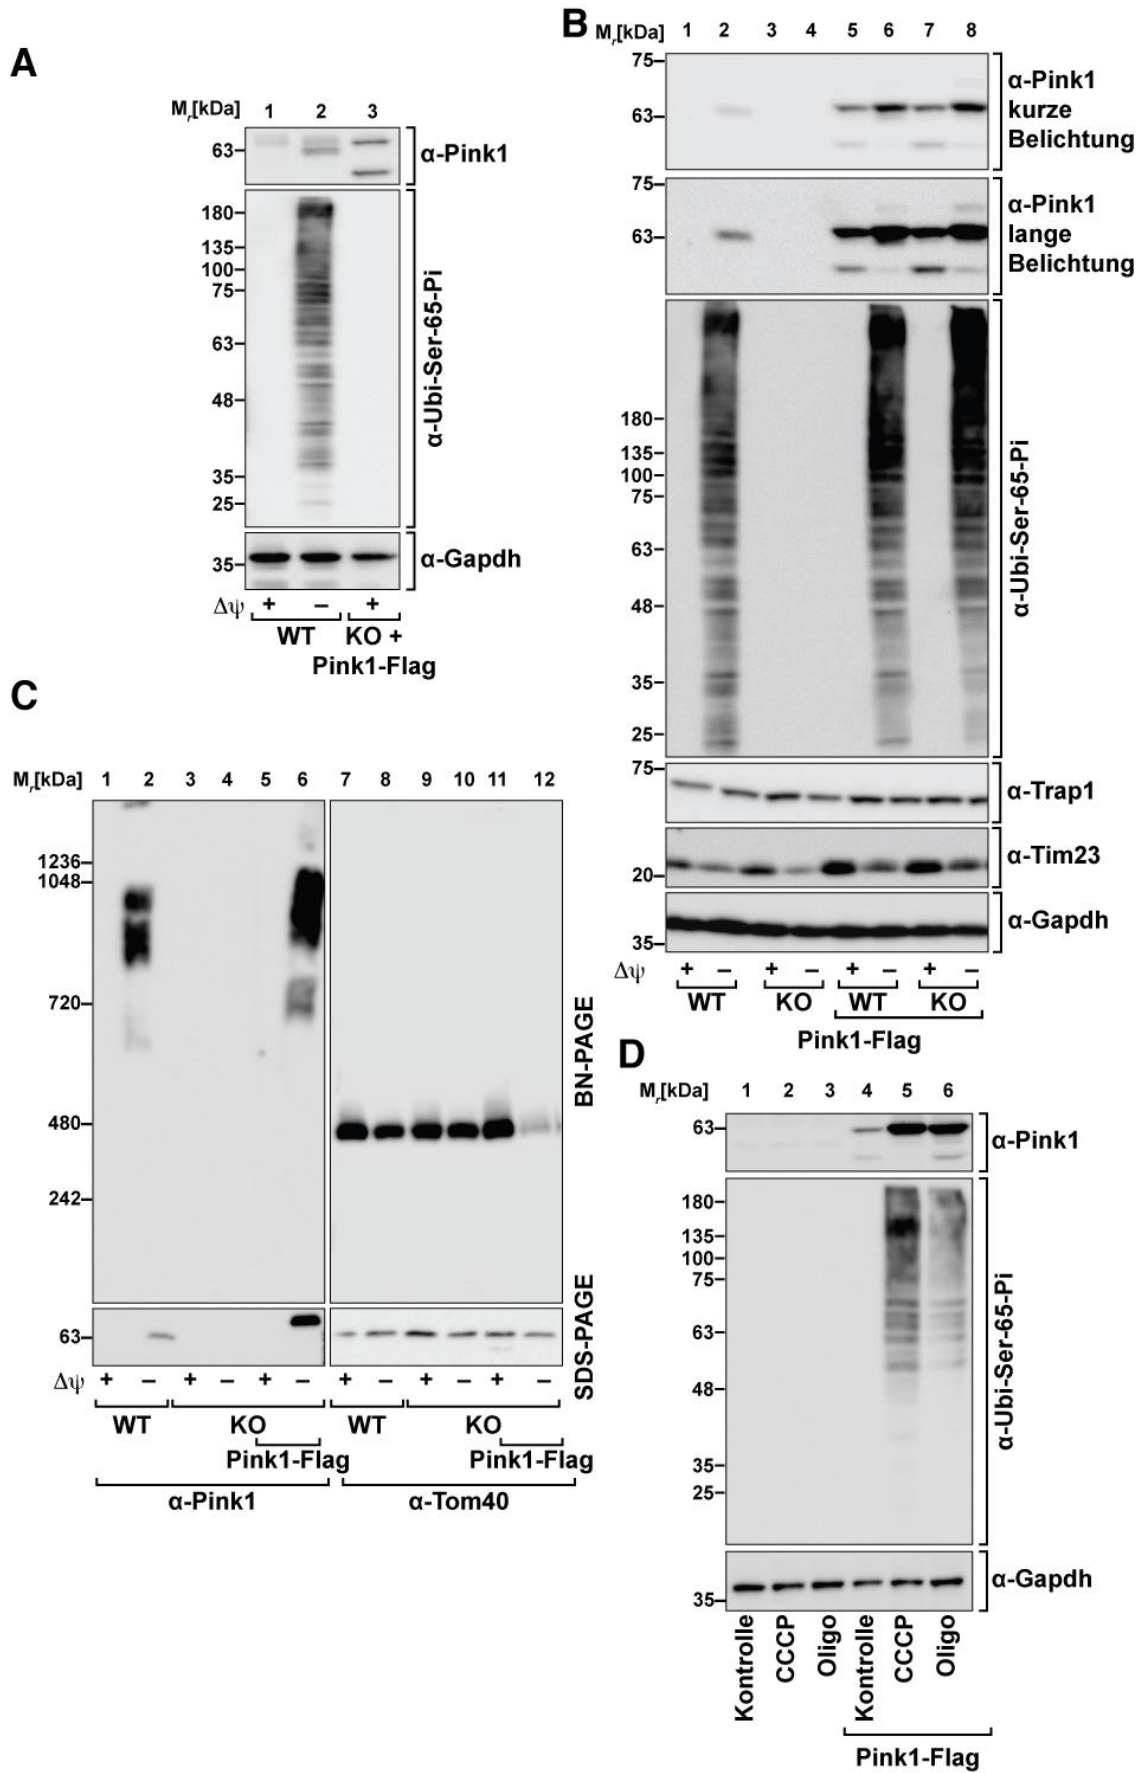 A
Mr[kDa] 1 2 3
63
α-Pink1
180
135
100
75
63
48
35
25
α-Ubi-Ser-65-Pi
35
α-Gapdh
Δψ + − +
WT KO +
Pink1-Flag
B
Mr[kDa] 1 2 3 4 5 6 7 8
75
63
α-Pink1
kurze
Belichtung
75
63
α-Pink1
lange
Belichtung
180
135
100
75
63
48
35
25
α-Ubi-Ser-65-Pi
75
α-Trap1
20
α-Tim23
35
α-Gapdh
Δψ + − + − + − + −
WT KO WT KO
Pink1-Flag
C
Mr[kDa] 1 2 3 4 5 6 7 8 9 10 11 12
1236
1048
720
480
242
BN-PAGE
63
SDS-PAGE
Δψ + − + − + − + − + − + −
WT KO WT KO
Pink1-Flag Pink1-Flag
α-Pink1 α-Tom40
D
Mr[kDa] 1 2 3 4 5 6
63
α-Pink1
180
135
100
75
63
48
35
25
α-Ubi-Ser-65-Pi
35
α-Gapdh
Kontrolle CCCP Oligo Kontrolle CCCP Oligo
Pink1-Flag